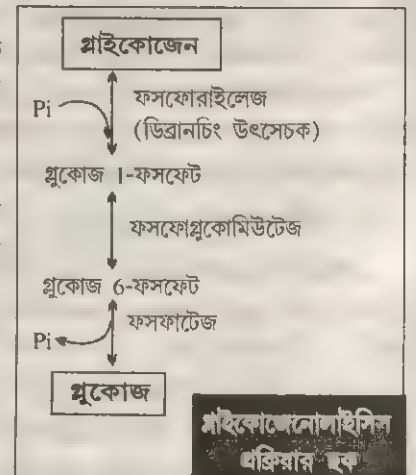 গ্লাইকোজেন
Pi
ফসফোরাইলেজ
(ডিব্রানচিং উৎসেচক)
গ্লুকোজ 1-ফসফেট
ফসফোগ্লুকোমিউটেজ
গ্লুকোজ 6-ফসফেট
ফসফাটেজ
Pi
গ্লুকোজ
গ্লাইকোজেনোলাইসিস
প্রক্রিয়ার ছক